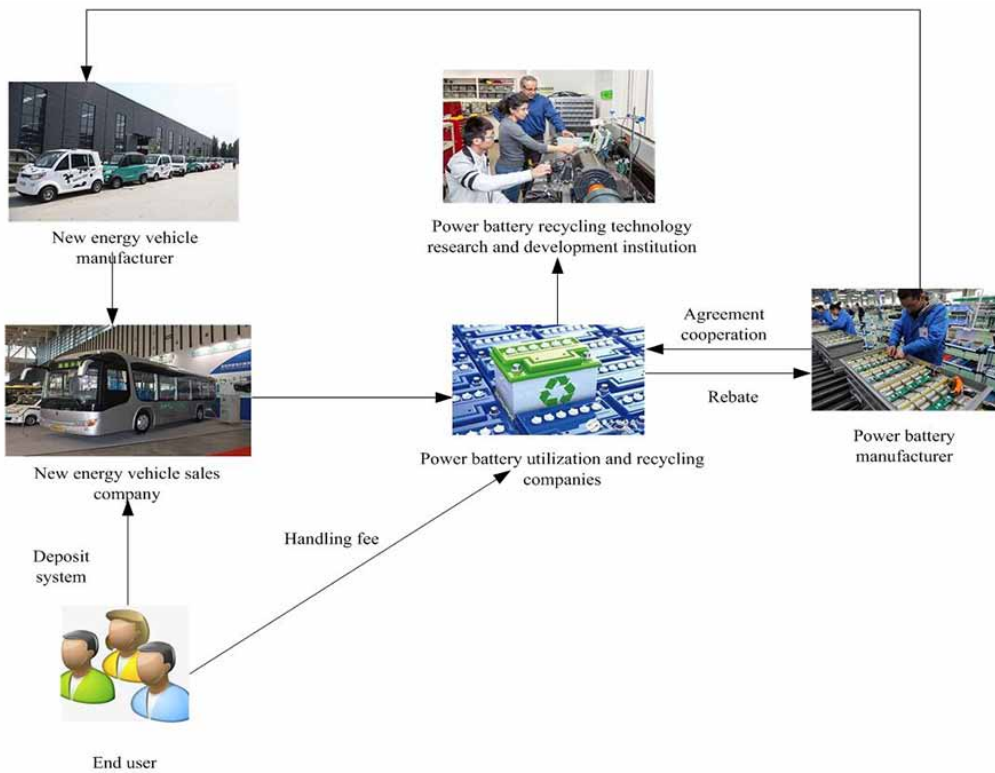 New energy vehicle
manufacturer
Power battery recycling technology
research and development institution
Agreement
cooperation
Rebate
Power battery
manufacturer
New energy vehicle sales
company
Power battery utilization and recycling
companies
Handling fee
Deposit
system
End user